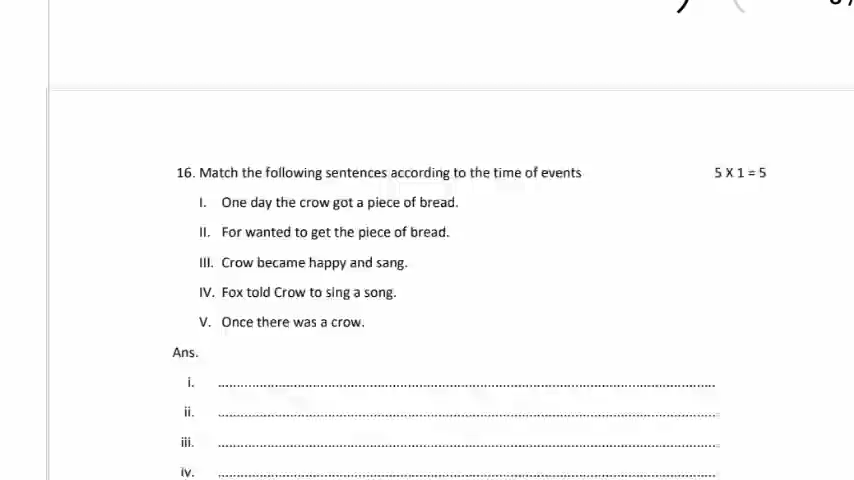 16. Match the following sentences according to the time of events 5 X 1 = 5
I. One day the crow got a piece of bread.
II. For wanted to get the piece of bread.
III. Crow became happy and sang.
IV. Fox told Crow to sing a song.
V. Once there was a crow.
Ans.
i. ........................................................................
ii. ........................................................................
iii. ........................................................................
iv. ........................................................................